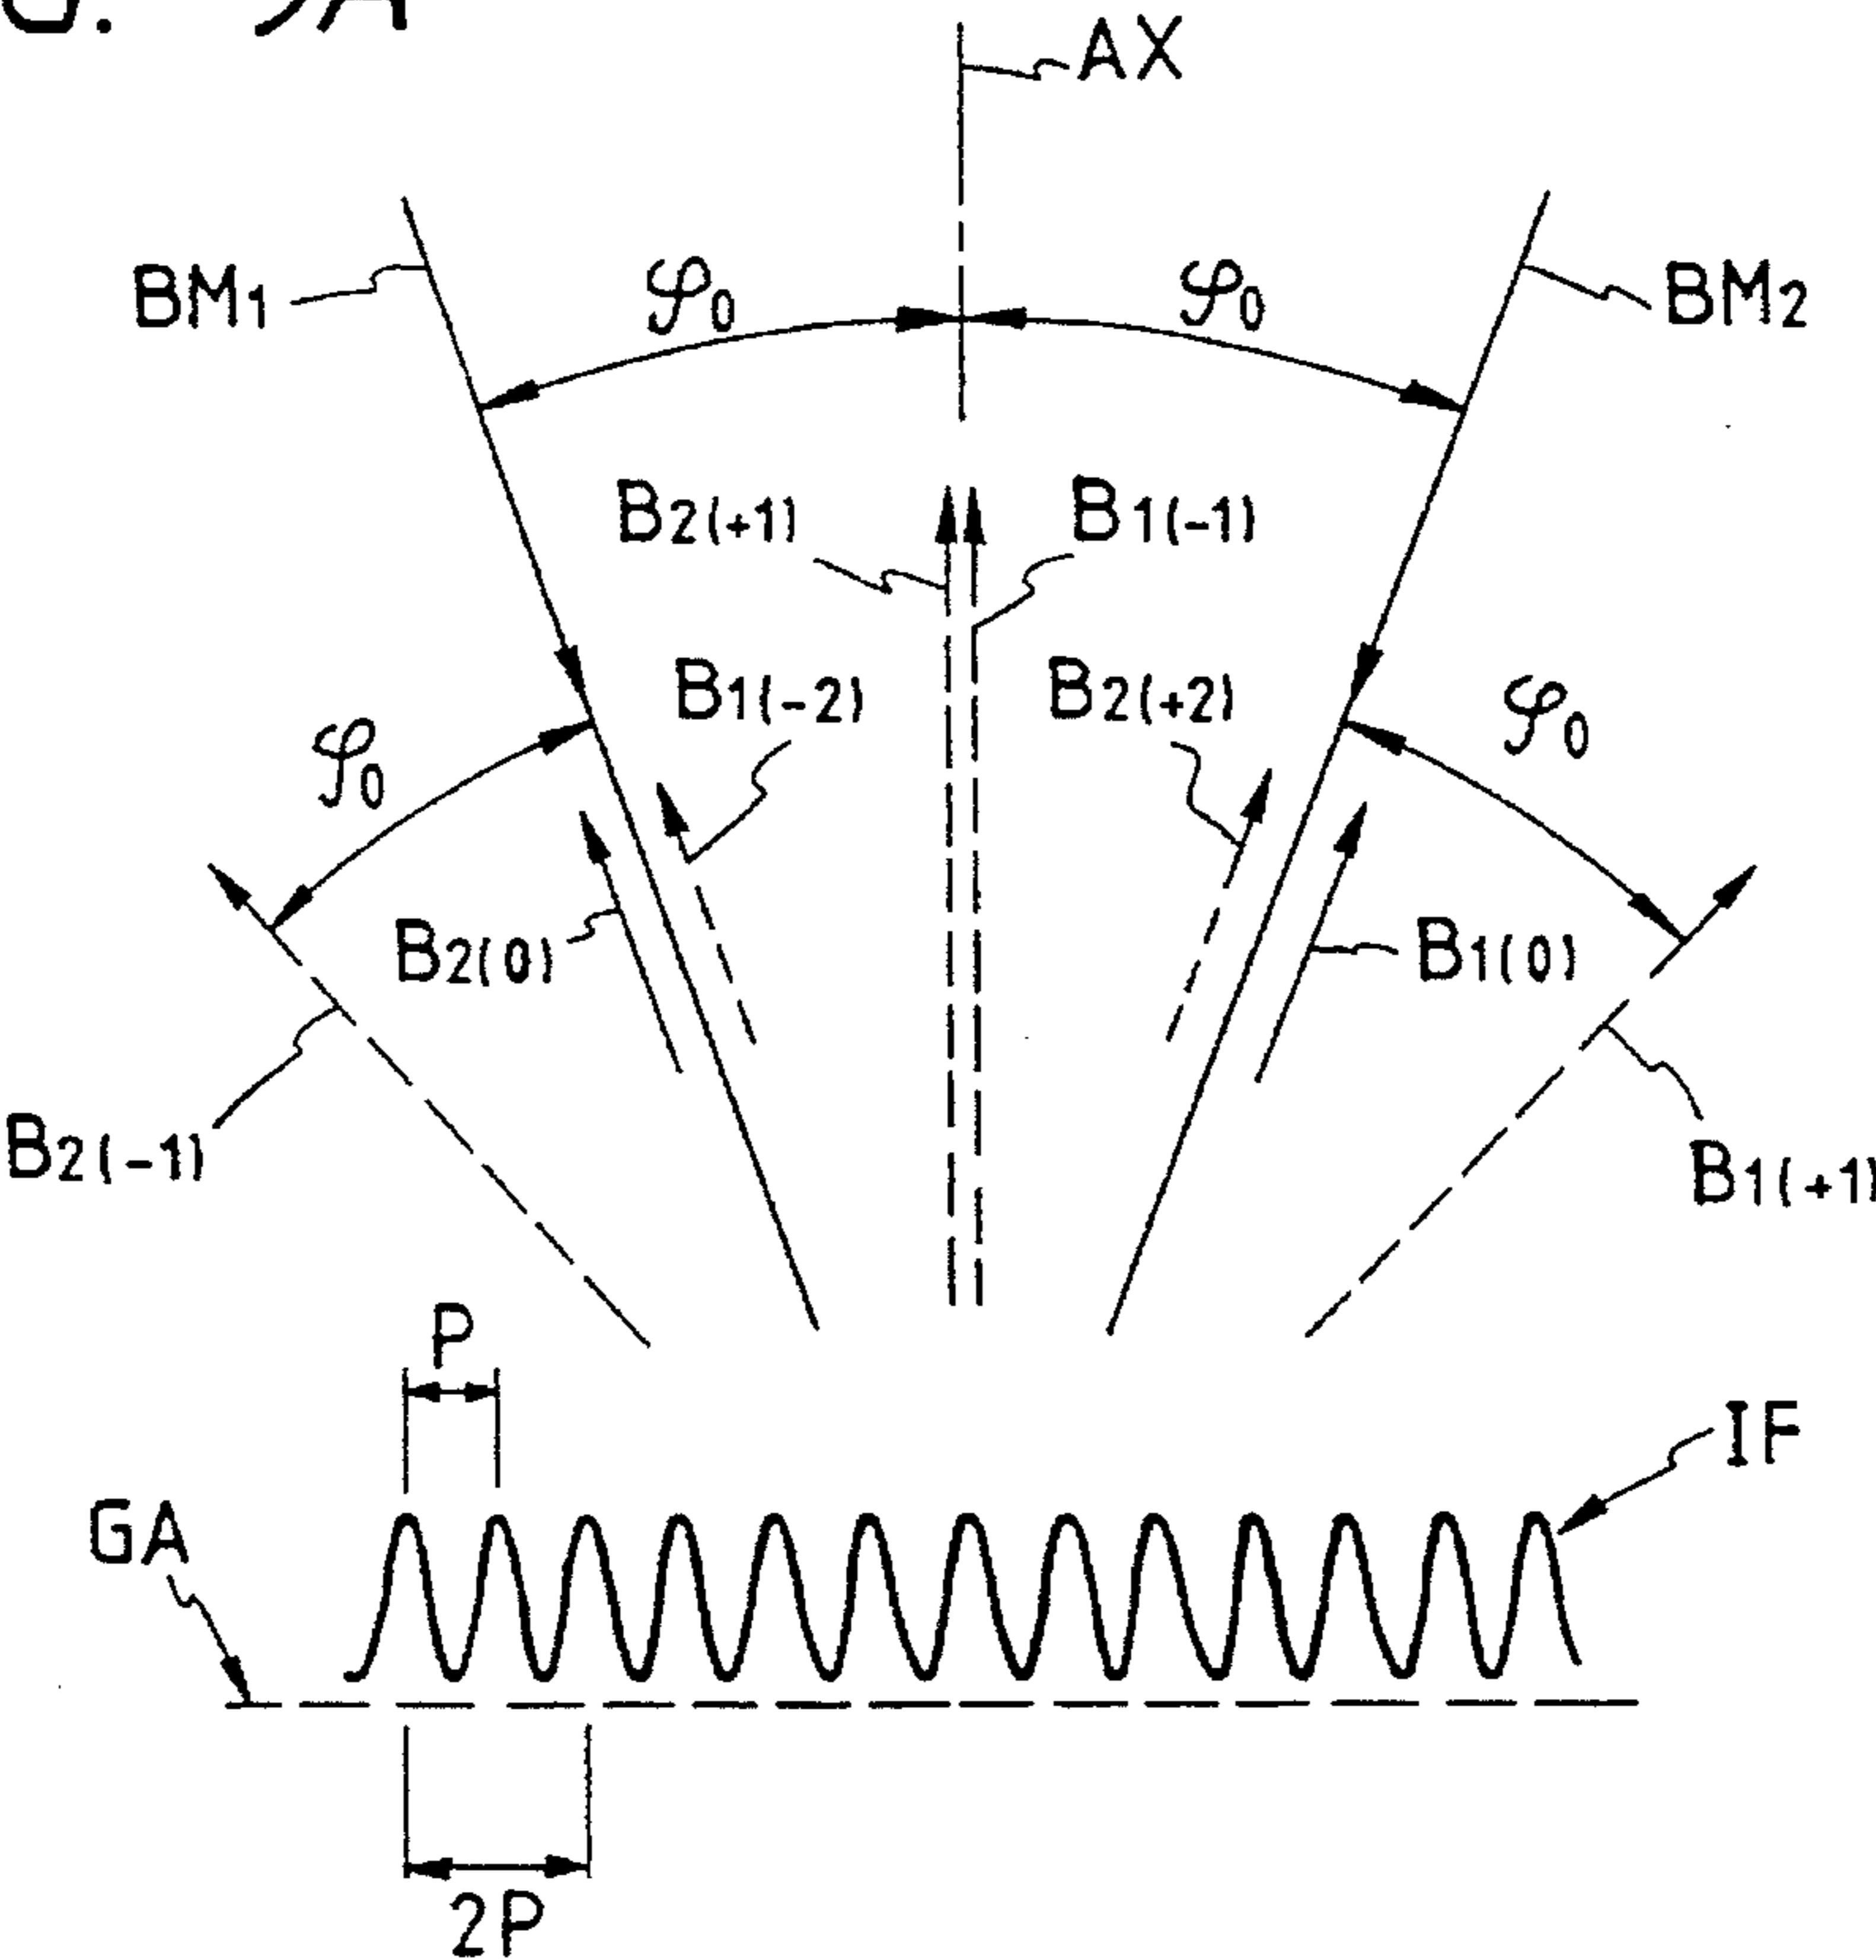 AX
BM1
φ0
φ0
BM2
B2(+1)
B1(-1)
B1(-2)
B2(+2)
φ0
φ0
B2(0)
B1(0)
B2(-1)
B1(+1)
P
IF
GA
2P